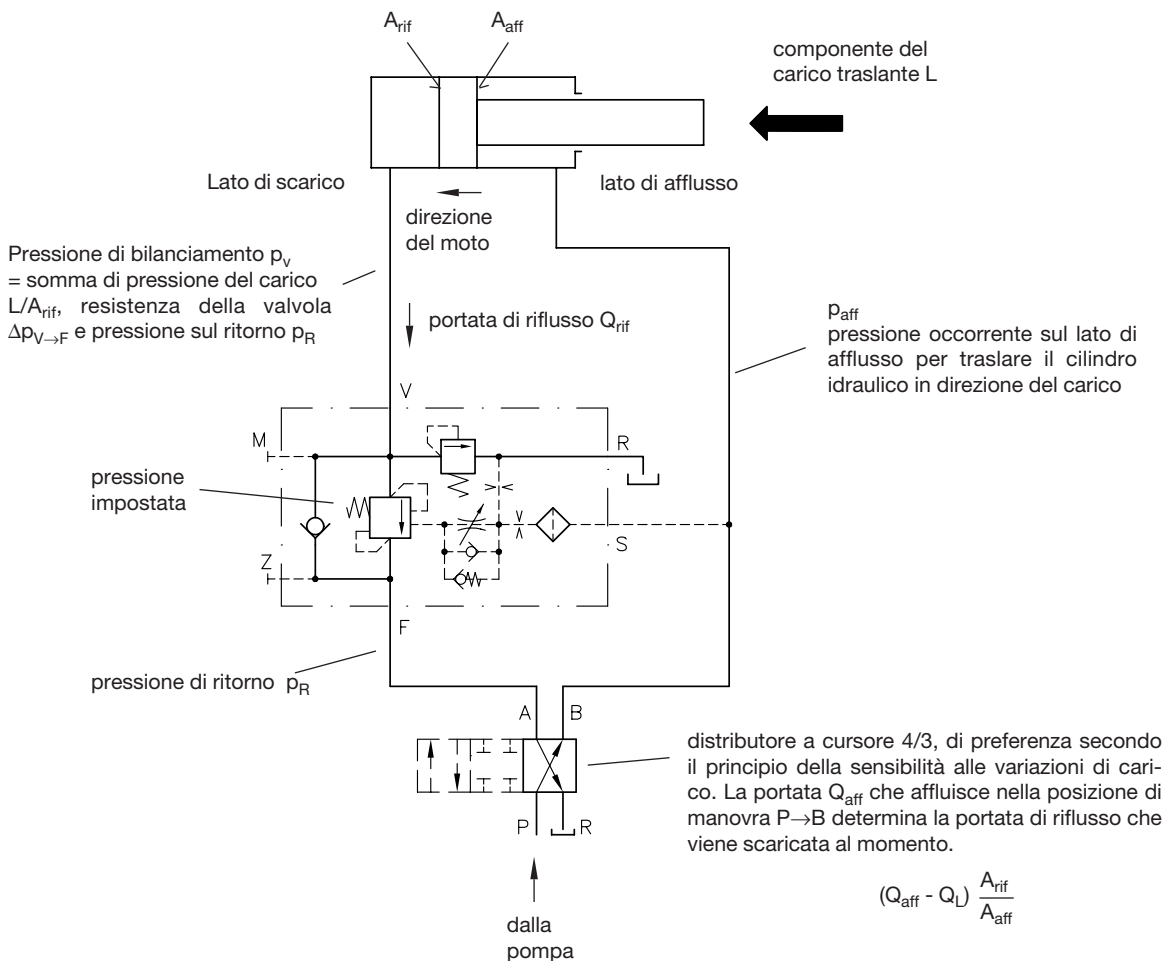 A_rif
A_aff
componente del
carico traslante L
Lato di scarico
lato di afflusso
direzione
del moto
Pressione di bilanciamento p_v
= somma di pressione del carico
L/A_rif, resistenza della valvola
Δp_V→F e pressione sul ritorno p_R
portata di riflusso Q_rif
p_aff
pressione occorrente sul lato di
afflusso per traslare il cilindro
idraulico in direzione del carico
V
M
R
pressione
impostata
S
Z
F
pressione di ritorno p_R
A B
P R
distributore a cursore 4/3, di preferenza secondo
il principio della sensibilità alle variazioni di cari-
co. La portata Q_aff che affluisce nella posizione di
manovra P→B determina la portata di riflusso che
viene scaricata al momento.
(Q_aff - Q_L) A_rif
A_aff
dalla
pompa